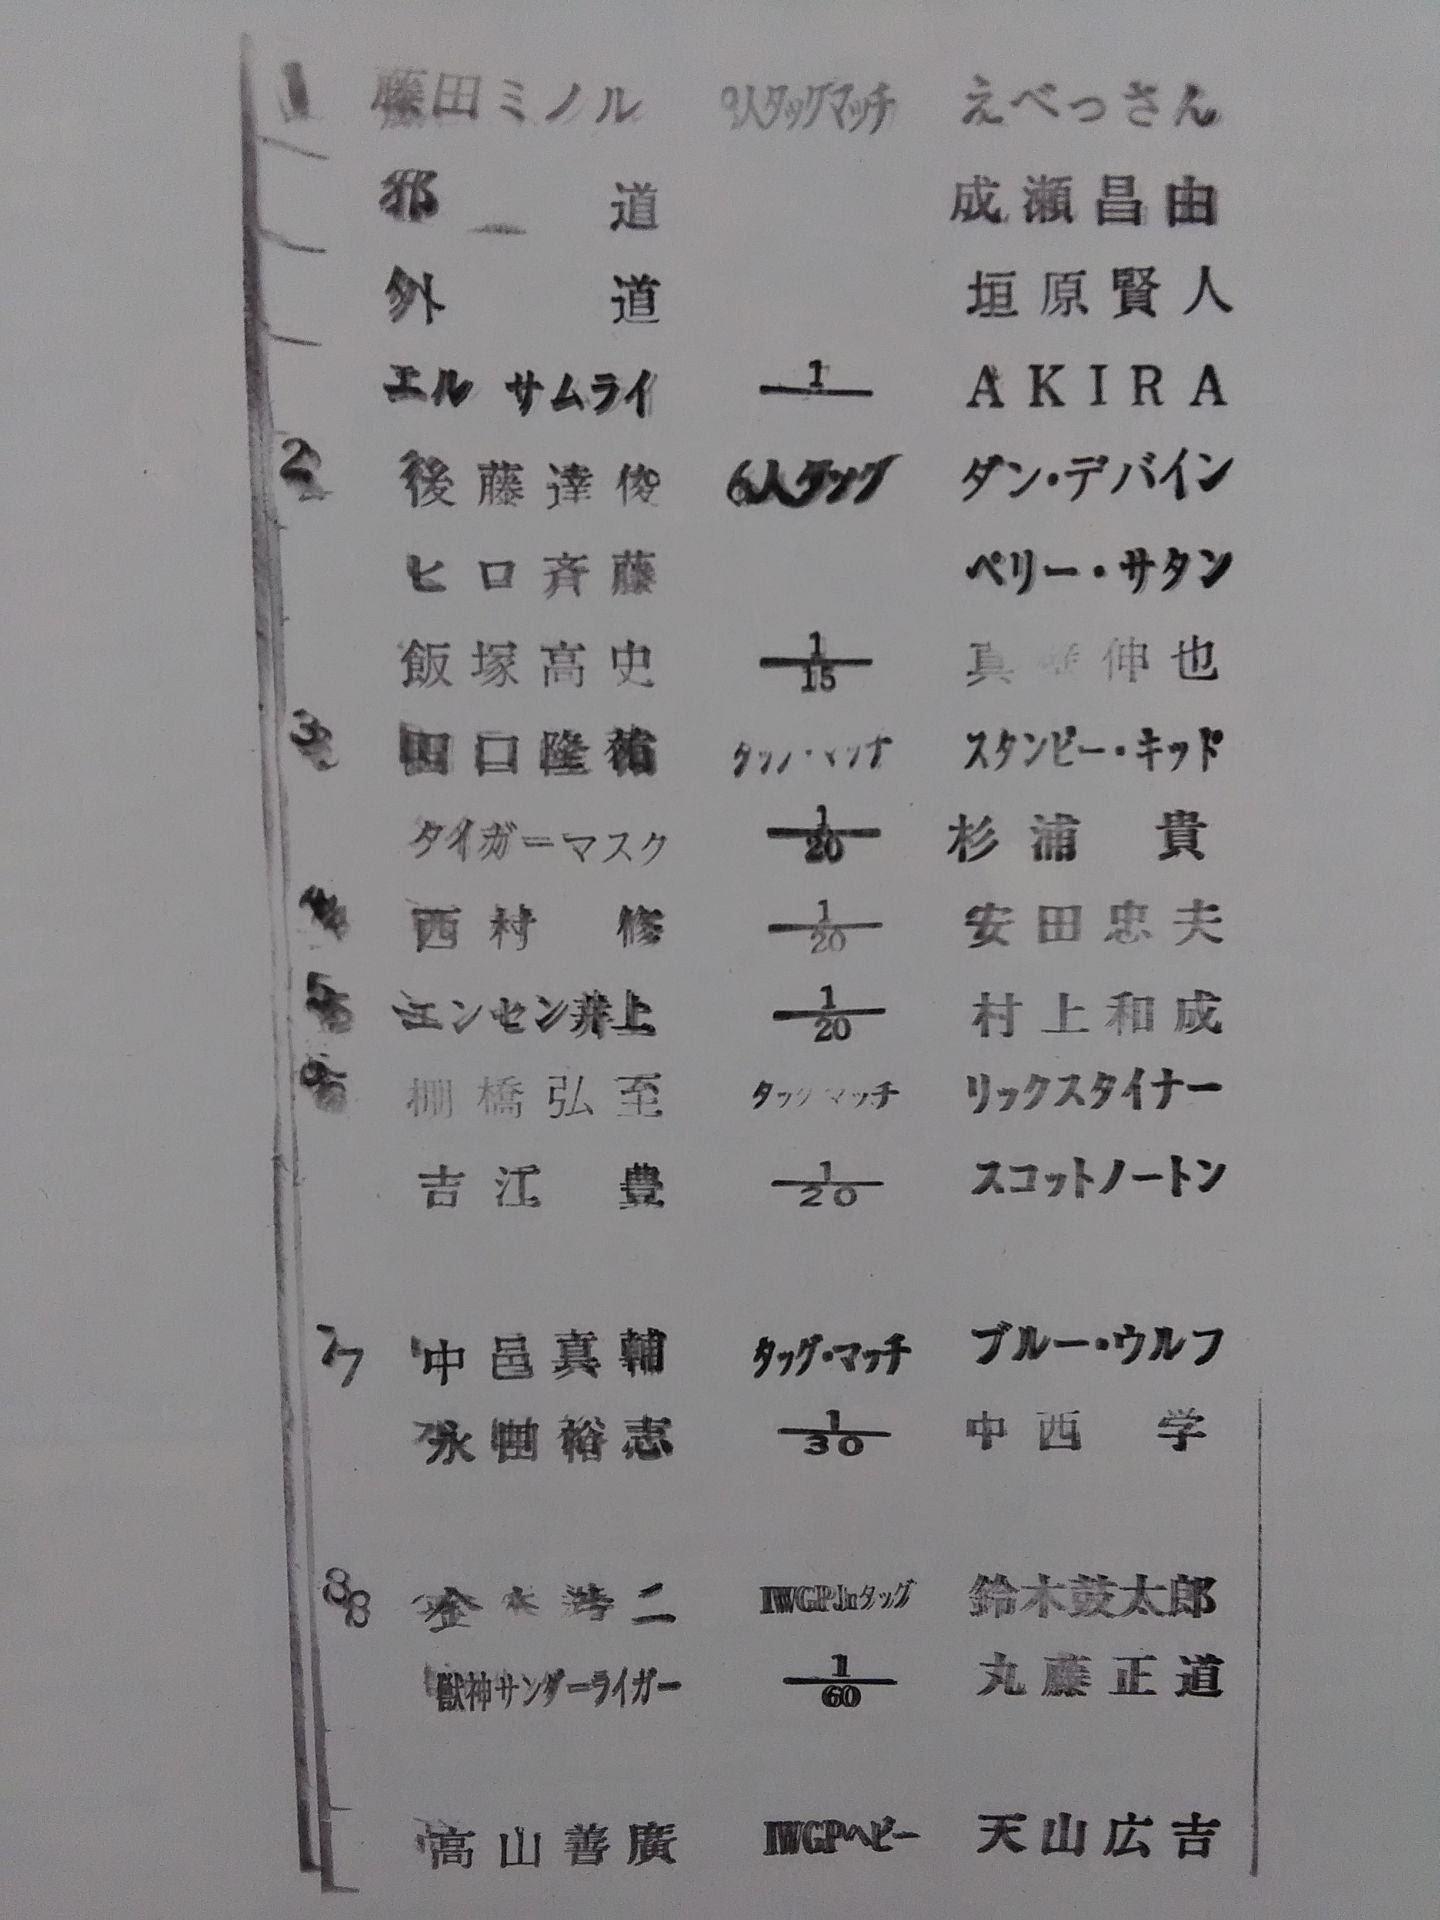 1 藤田ミノル 8人タッグマッチ えべっさん
邪道 成瀬昌由
外道 垣原賢人
エル サムライ 1 AKIRA
2 後藤達俊 6人タッグ ダン・デバイン
ヒロ斉藤 ペリー・サタン
飯塚高史 1/15 真 伸也
3 田口隆祐 タッグ・マッチ スタンピー・キッド
タイガーマスク 1/20 杉浦貴
4 西村修 1/20 安田忠夫
5 エンセン井上 1/20 村上和成
6 棚橋弘至 タッグマッチ リックスタイナー
吉江豊 1/20 スコットノートン
7 中邑真輔 タッグ・マッチ ブルー・ウルフ
永田裕志 1/30 中西学
8 金本浩二 IWGPJrタッグ 鈴木鼓太郎
獣神サンダーライガー 1/60 丸藤正道
高山善廣 IWGPヘビー 天山広吉